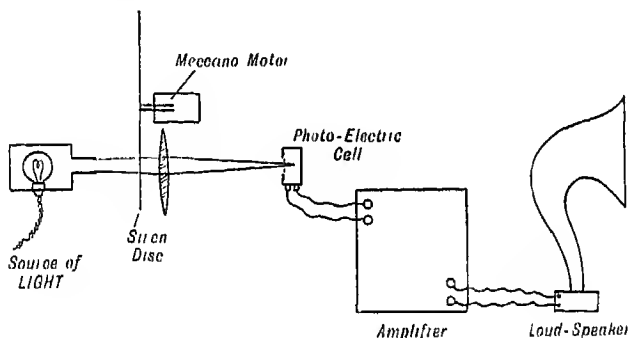 Meccano Motor
Photo-Electric
Cell
Siren
Disc
Source of
LIGHT
Amplifier
Loud-Speaker